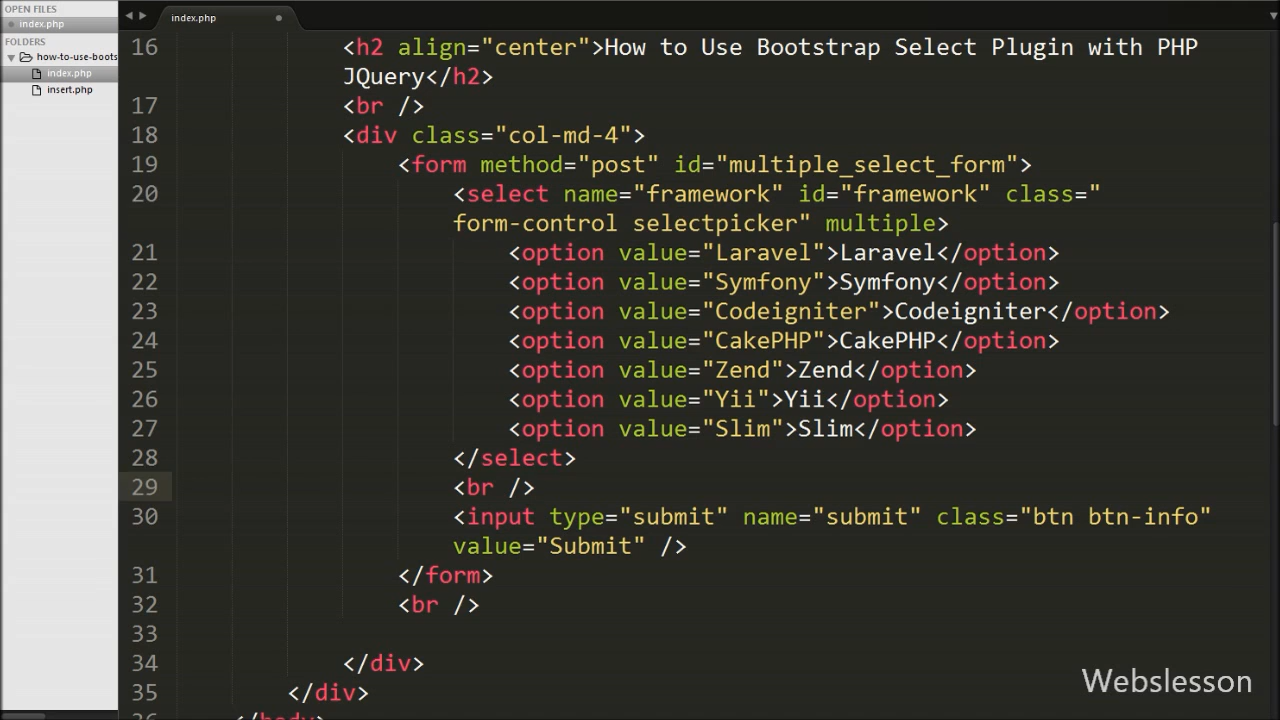 OPEN FILES
index.php
FOLDERS
how-to-use-boots
index.php
insert.php
index.php
16 <h2 align="center">How to Use Bootstrap Select Plugin with PHP
JQuery</h2>
17 <br />
18 <div class="col-md-4">
19 <form method="post" id="multiple_select_form">
20 <select name="framework" id="framework" class="
form-control selectpicker" multiple>
21 <option value="Laravel">Laravel</option>
22 <option value="Symfony">Symfony</option>
23 <option value="Codeigniter">Codeigniter</option>
24 <option value="CakePHP">CakePHP</option>
25 <option value="Zend">Zend</option>
26 <option value="Yii">Yii</option>
27 <option value="Slim">Slim</option>
28 </select>
29 <br />
30 <input type="submit" name="submit" class="btn btn-info"
value="Submit" />
31 </form>
32 <br />
33
34 </div>
35 </div>
36 </body>
Webslesson